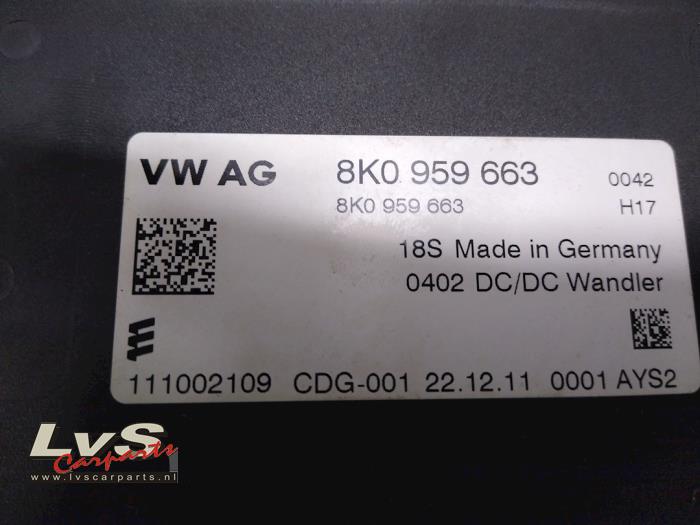 VW AG 8K0 959 663 0042
8K0 959 663 H17
18S Made in Germany
0402 DC/DC Wandler
111002109 CDG-001 22.12.11 0001 AYS2
LvS
Carparts
www.lvscarparts.nl